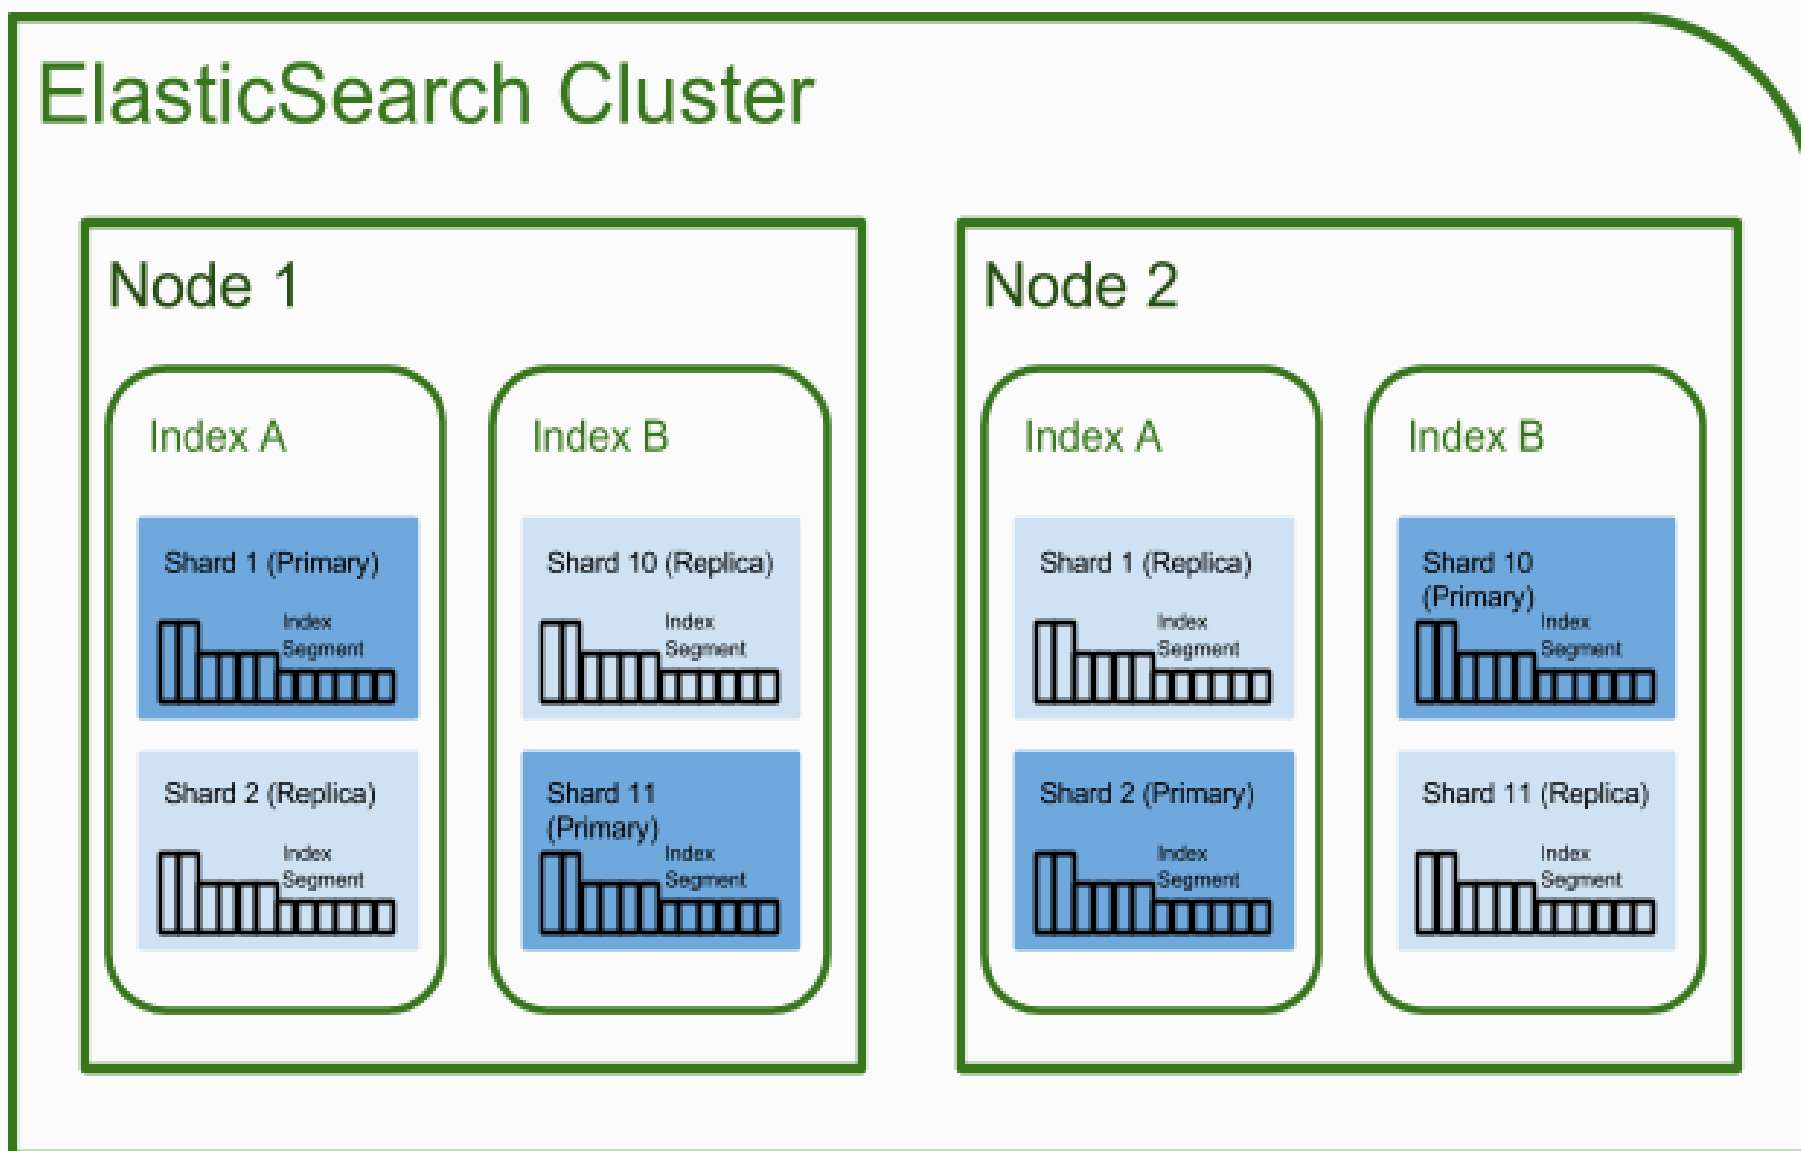 ElasticSearch Cluster
Node 1
Index A
Shard 1 (Primary)
Index
Segment
Shard 2 (Replica)
Index
Segment
Index B
Shard 10 (Replica)
Index
Segment
Shard 11
(Primary)
Index
Segment
Node 2
Index A
Shard 1 (Replica)
Index
Segment
Shard 2 (Primary)
Index
Segment
Index B
Shard 10
(Primary)
Index
Segment
Shard 11 (Replica)
Index
Segment